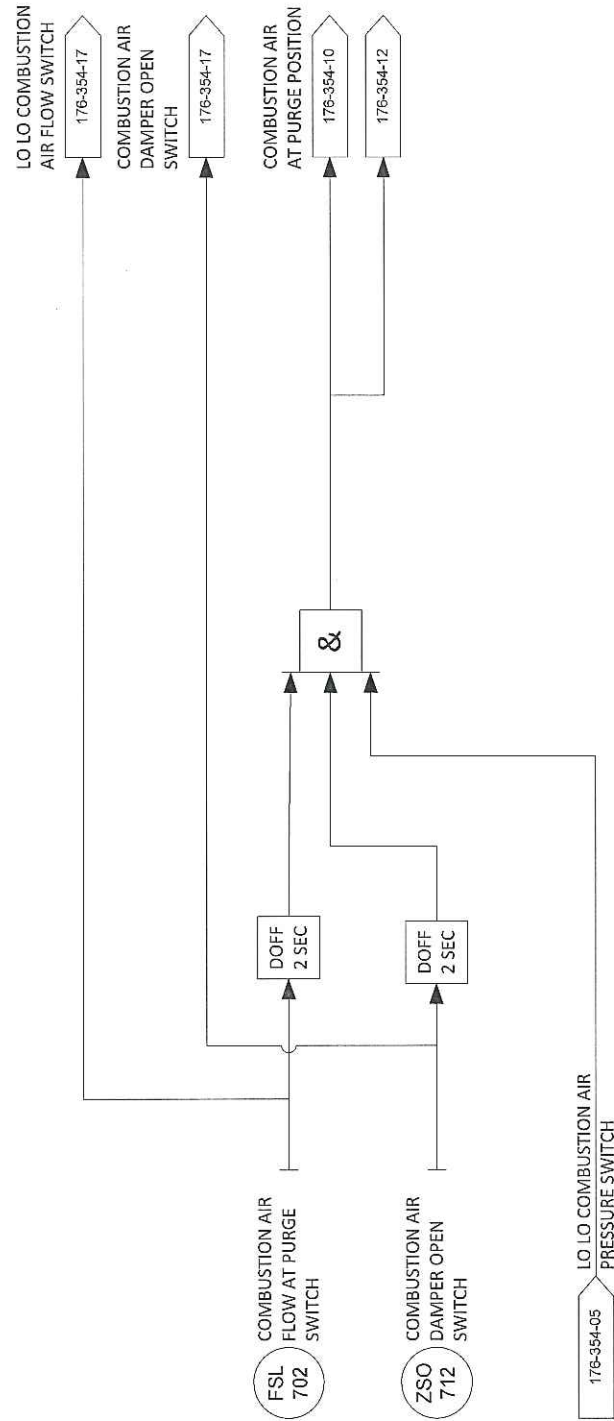 LO LO COMBUSTION
AIR FLOW SWITCH
176-354-17
COMBUSTION AIR
DAMPER OPEN
SWITCH
176-354-17
COMBUSTION AIR
AT PURGE POSITION
176-354-10
176-354-12
&
DOFF
2 SEC
DOFF
2 SEC
FSL
702
COMBUSTION AIR
FLOW AT PURGE
SWITCH
ZSO
712
COMBUSTION AIR
DAMPER OPEN
SWITCH
176-354-05
LO LO COMBUSTION AIR
PRESSURE SWITCH